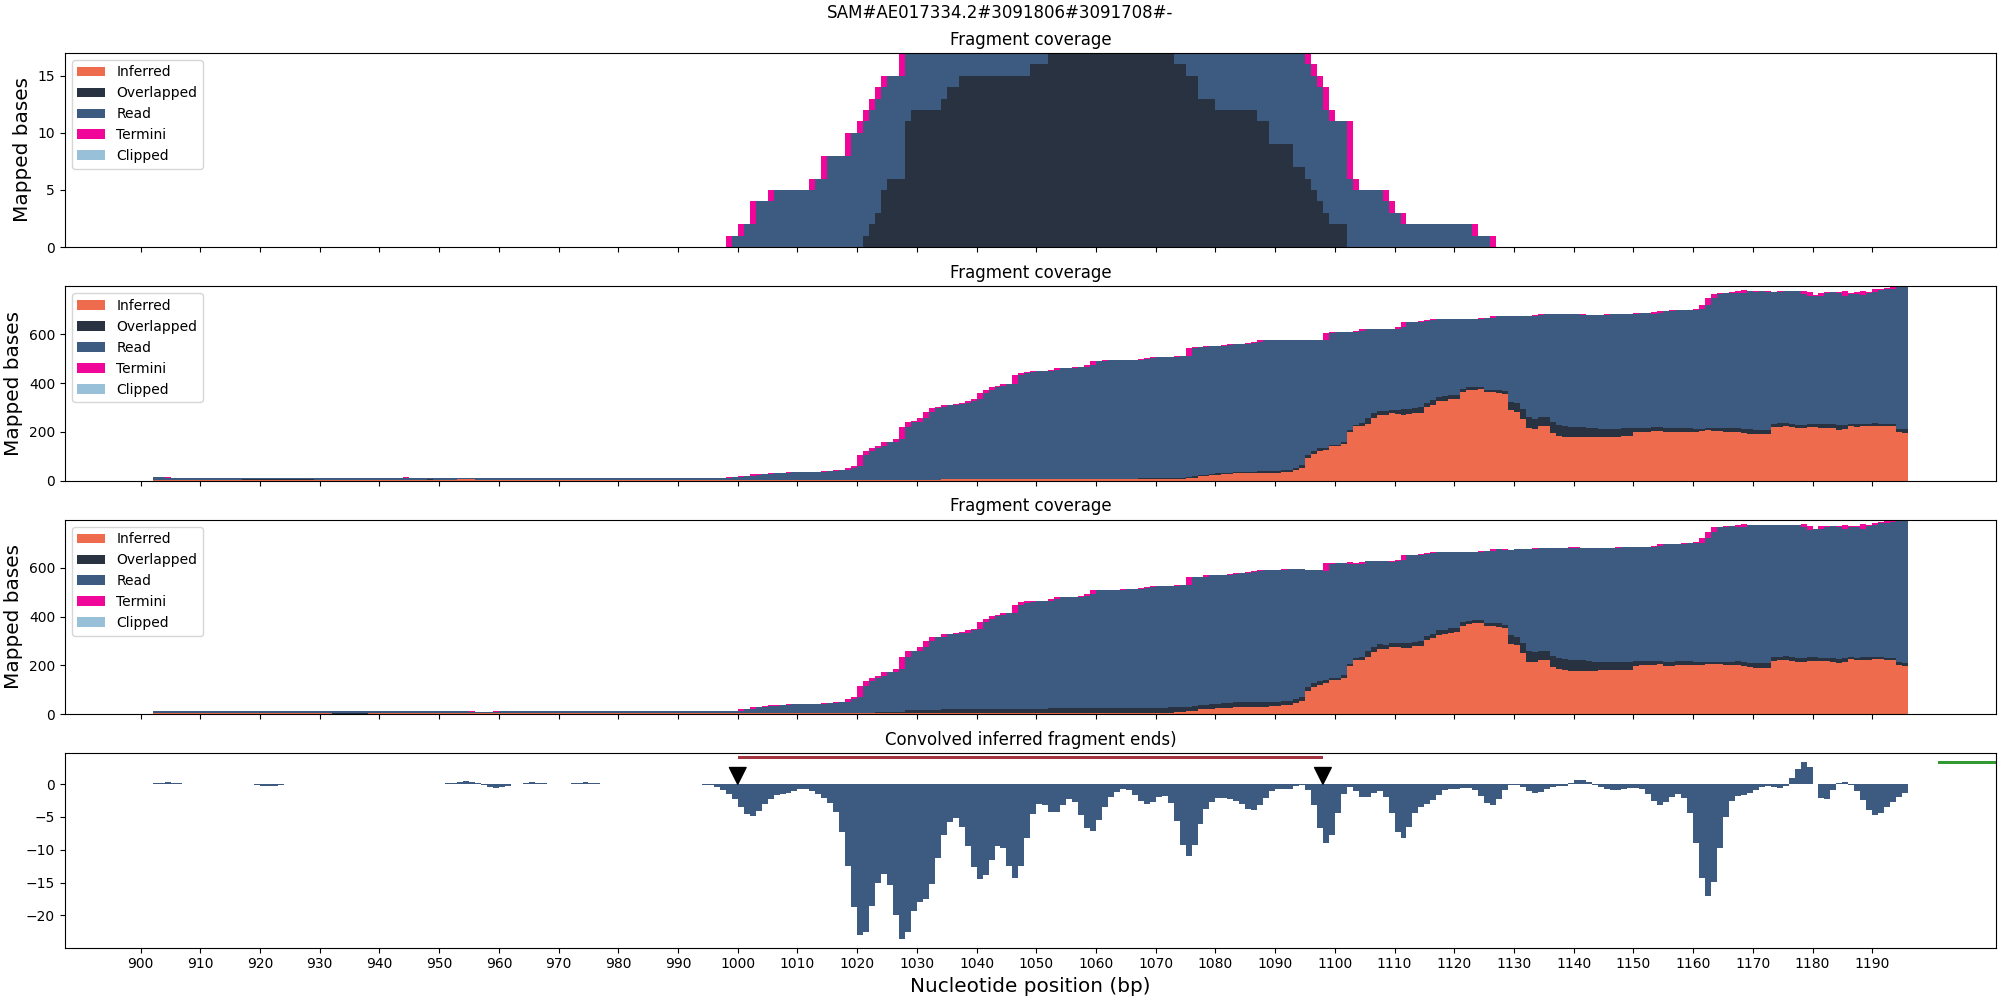 SAM#AE017334.2#3091806#3091708#-
Fragment coverage
Mapped bases
15
10
5
0
Inferred
Overlapped
Read
Termini
Clipped
Fragment coverage
Mapped bases
600
400
200
0
Inferred
Overlapped
Read
Termini
Clipped
Fragment coverage
Mapped bases
600
400
200
0
Inferred
Overlapped
Read
Termini
Clipped
Convolved inferred fragment ends)
0
−5
−10
−15
−20
900 910 920 930 940 950 960 970 980 990 1000 1010 1020 1030 1040 1050 1060 1070 1080 1090 1100 1110 1120 1130 1140 1150 1160 1170 1180 1190
Nucleotide position (bp)